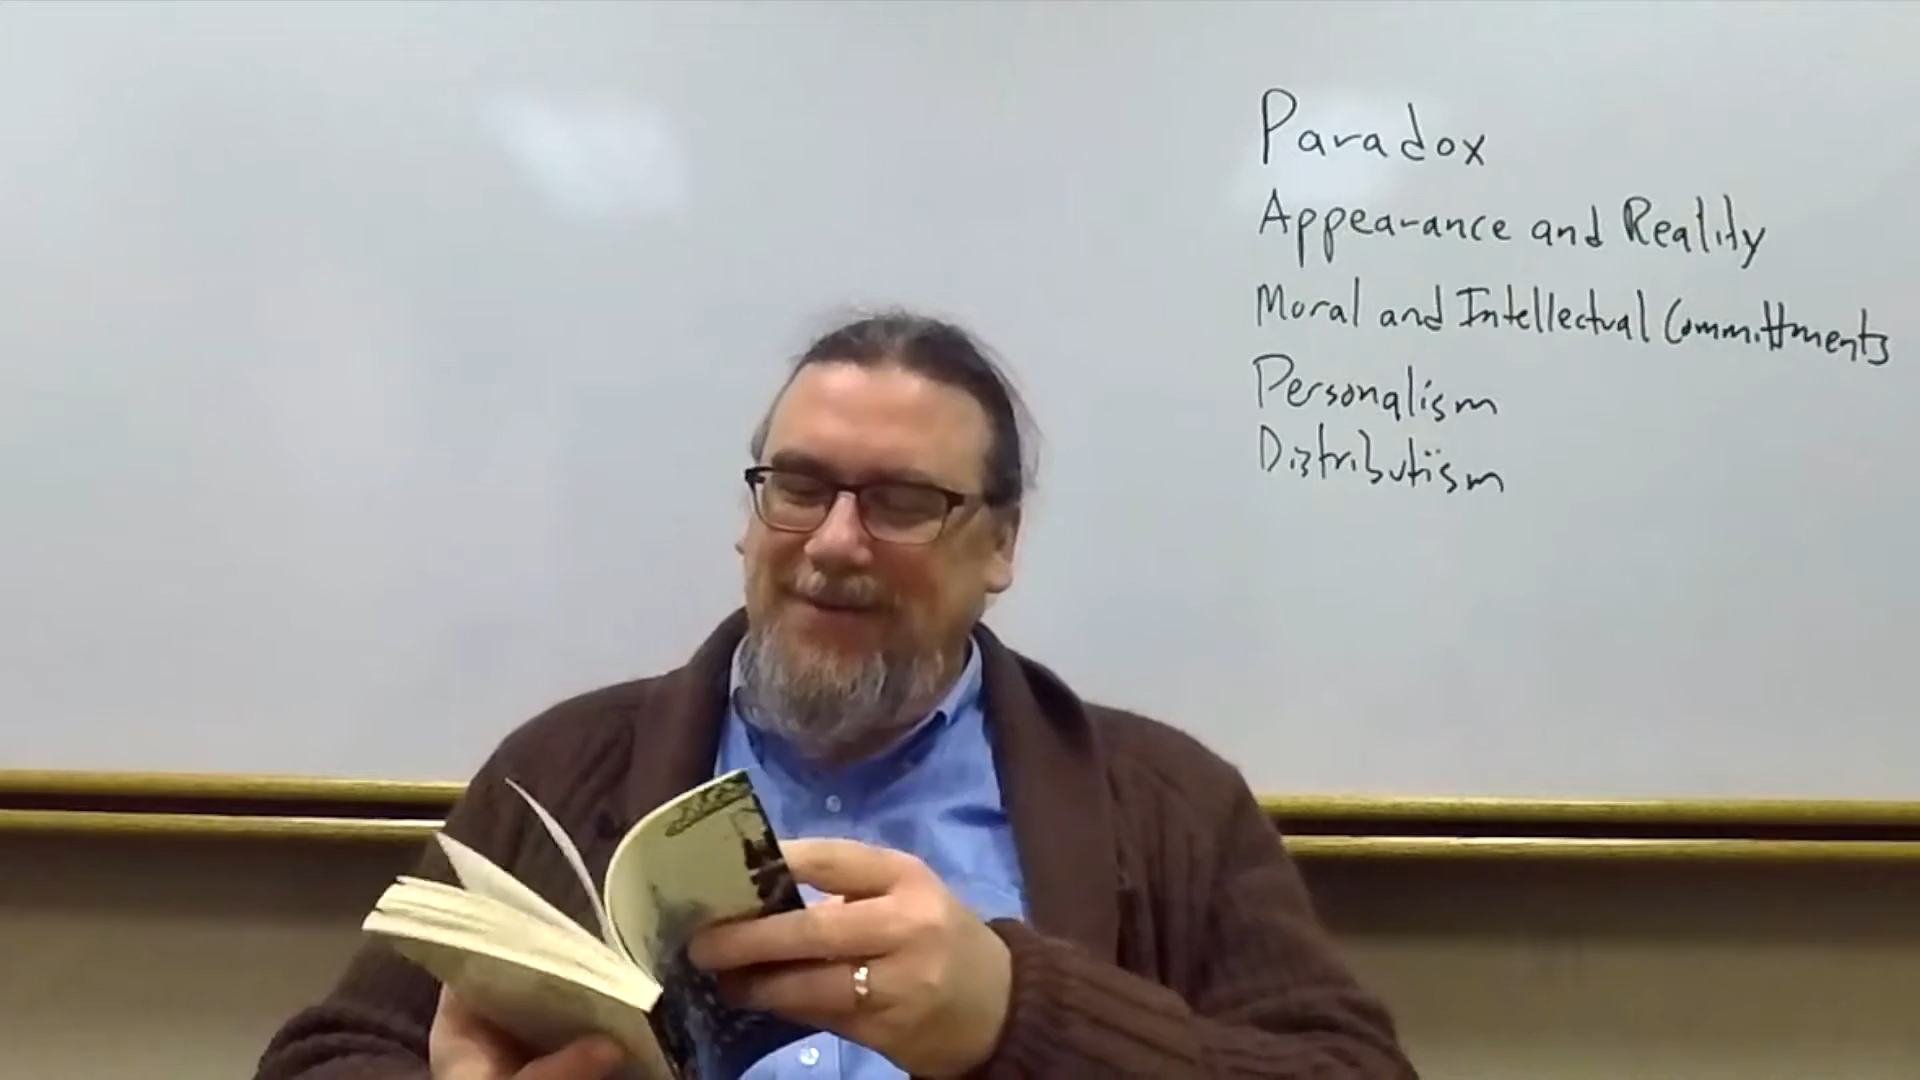 Paradox
Appearance and Reality
Moral and Intellectual Committments
Personalism
Distributism